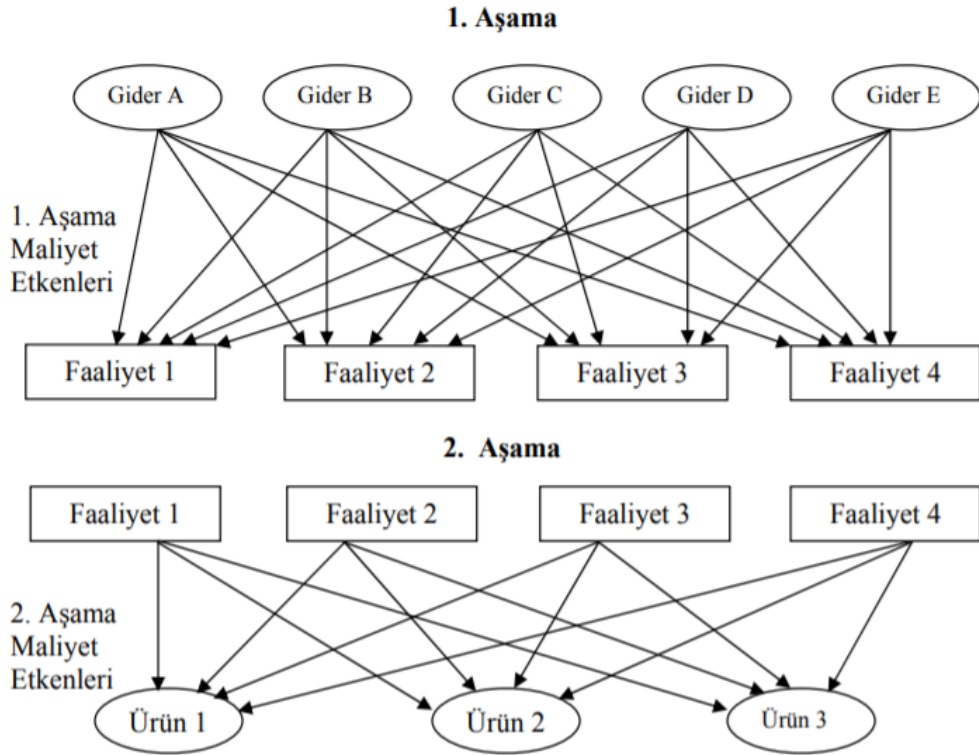 1. Aşama
Gider A
Gider B
Gider C
Gider D
Gider E
1. Aşama
Maliyet
Etkenleri
Faaliyet 1
Faaliyet 2
Faaliyet 3
Faaliyet 4
2. Aşama
Faaliyet 1
Faaliyet 2
Faaliyet 3
Faaliyet 4
2. Aşama
Maliyet
Etkenleri
Ürün 1
Ürün 2
Ürün 3